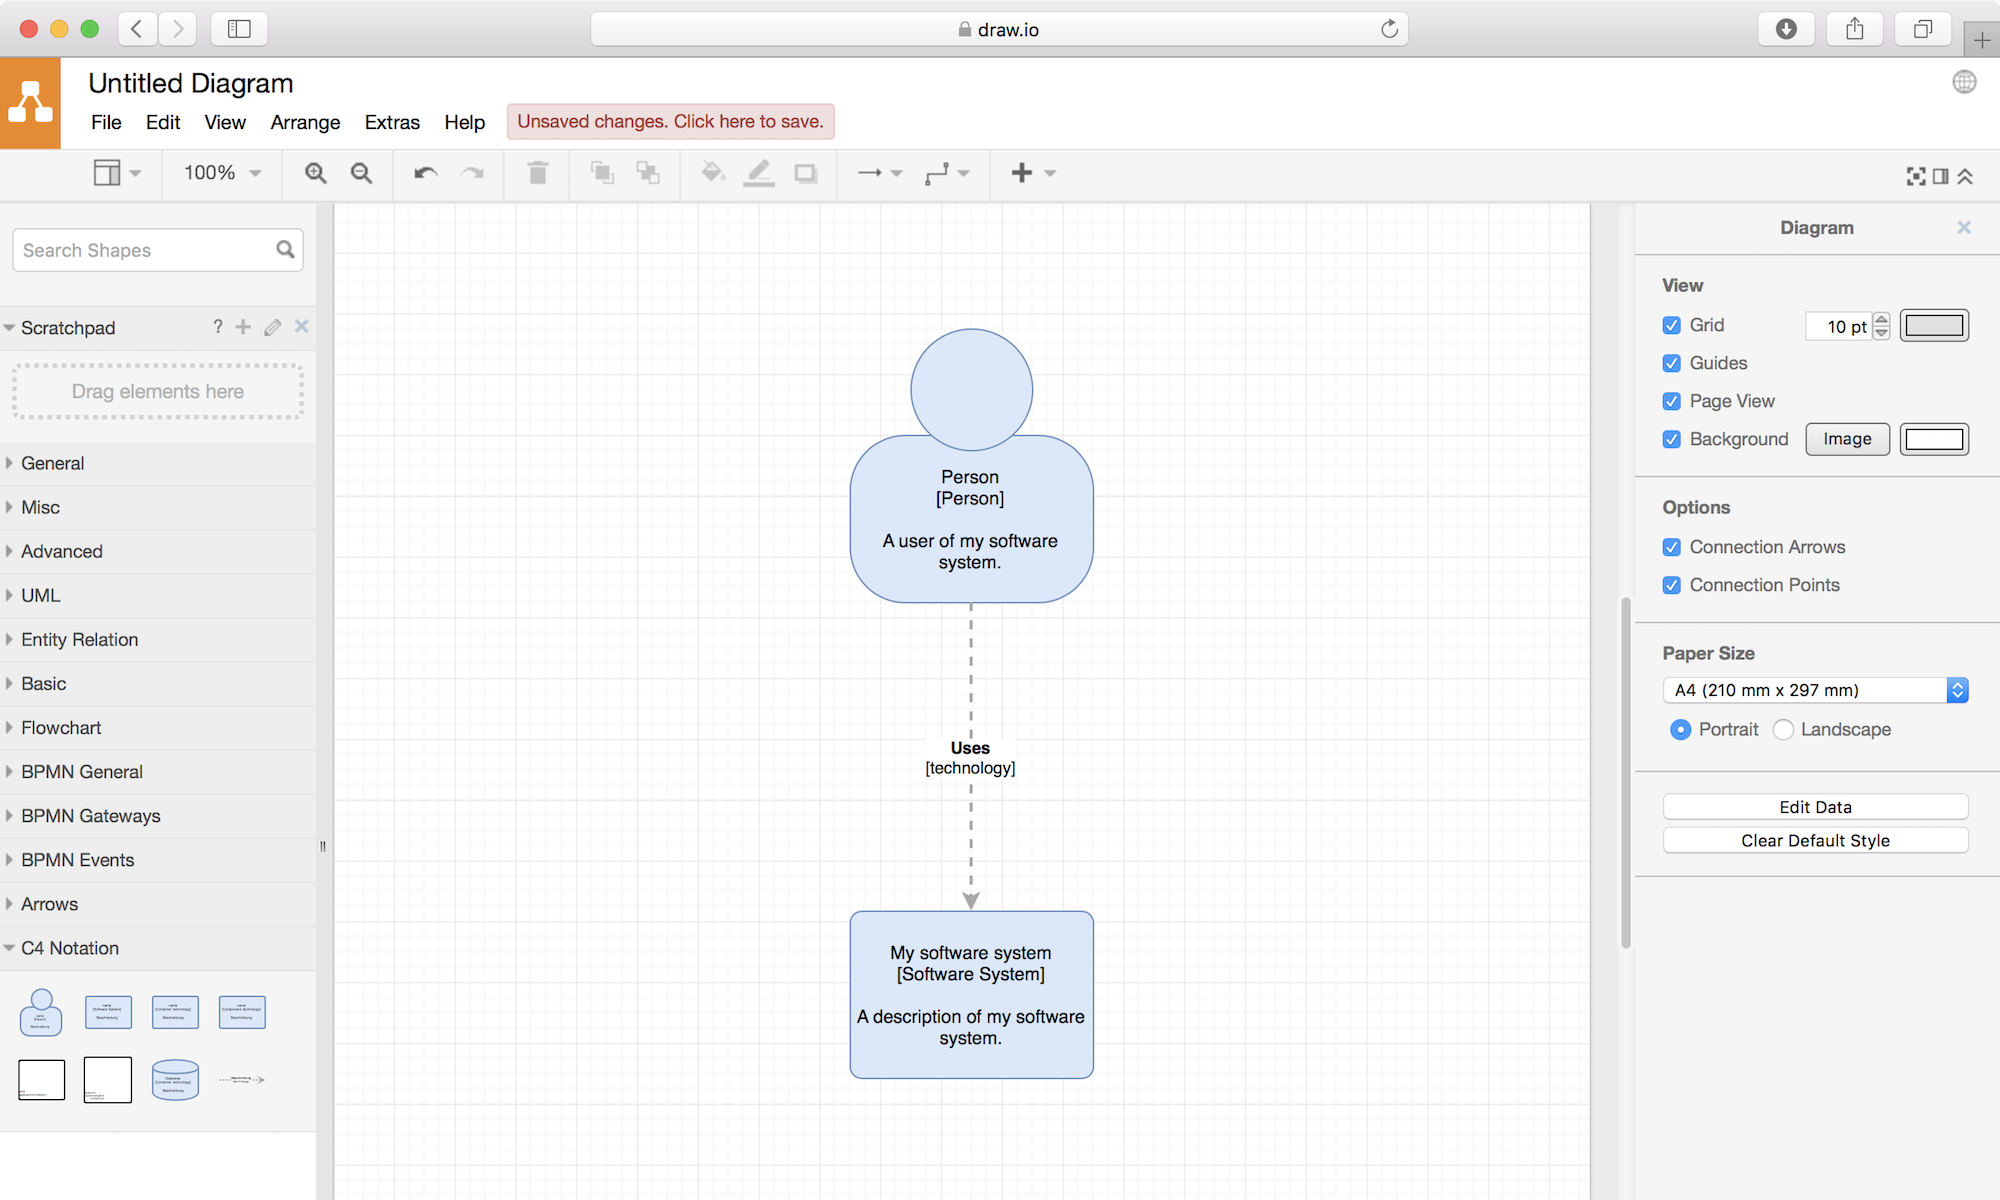 draw.io
Untitled Diagram
File Edit View Arrange Extras Help Unsaved changes. Click here to save.
100%
Search Shapes
Scratchpad ?
Drag elements here
General
Misc
Advanced
UML
Entity Relation
Basic
Flowchart
BPMN General
BPMN Gateways
BPMN Events
Arrows
C4 Notation
Person
[Person]
A user of my software
system.
Uses
[technology]
My software system
[Software System]
A description of my software
system.
Diagram
View
Grid 10 pt
Guides
Page View
Background Image
Options
Connection Arrows
Connection Points
Paper Size
A4 (210 mm x 297 mm)
Portrait Landscape
Edit Data
Clear Default Style